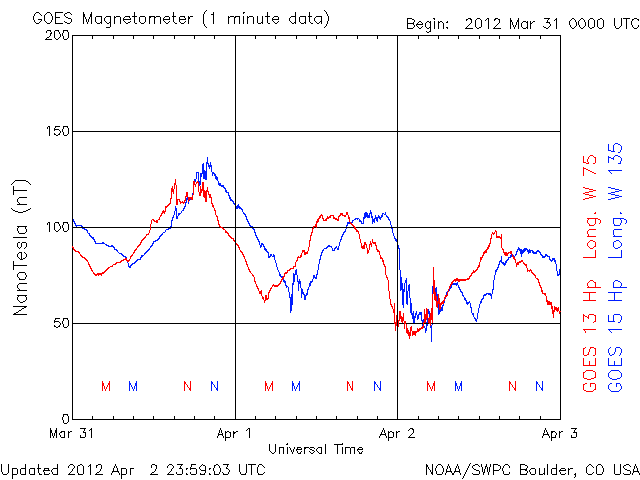 GOES Magnetometer (1 minute data)
Begin: 2012 Mar 31 0000 UTC
200
150
100
50
0
NanoTesla (nT)
M M N N M M N N M M N N
Mar 31 Apr 1 Apr 2 Apr 3
Universal Time
GOES 13 Hp Long. W 75
GOES 15 Hp Long. W 135
Updated 2012 Apr 2 23:59:03 UTC
NOAA/SWPC Boulder, CO USA